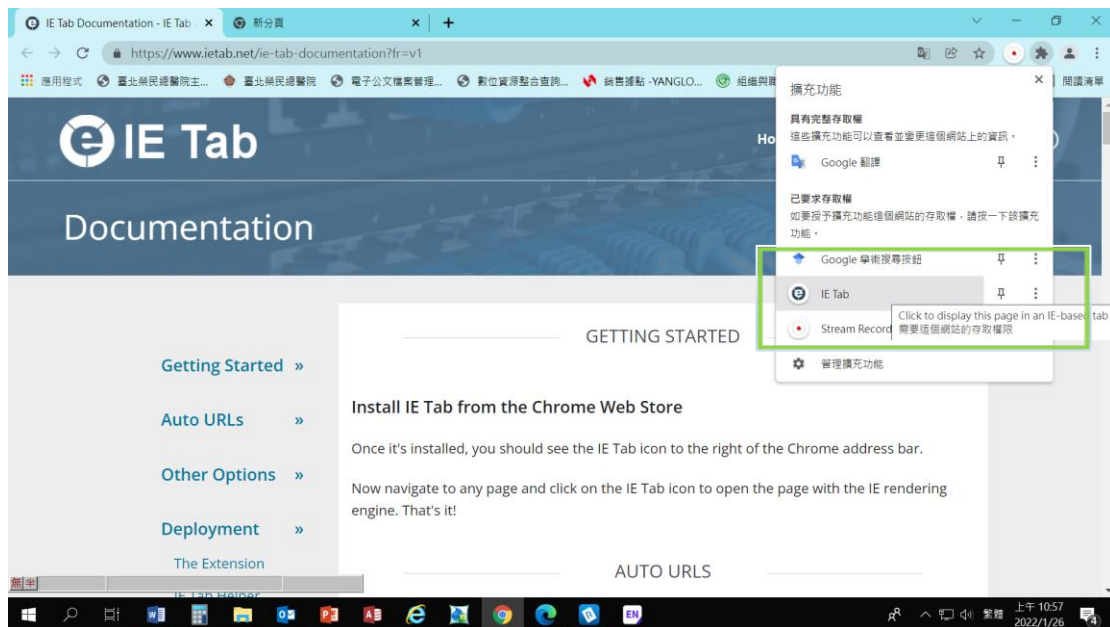 IE Tab Documentation - IE Tab
新分頁
https://www.ietab.net/ie-tab-documentation?fr=v1
應用程式
臺北榮民總醫院主...
臺北榮民總醫院
電子公文檔案管理...
數位資源整合查詢...
銷售據點 -YANGLO...
組織與職
閱讀清單
IE Tab
Ho
Documentation
擴充功能
具有完整存取權
這些擴充功能可以查看並變更這個網站上的資訊。
Google 翻譯
已要求存取權
如要授予擴充功能這個網站的存取權，請按一下該擴充
功能。
Google 學術搜尋按鈕
IE Tab
Stream Record
Click to display this page in an IE-based tab
需要這個網站的存取權限
管理擴充功能
Getting Started »
Auto URLs »
Other Options »
Deployment »
The Extension
IE Tab Helper
GETTING STARTED
Install IE Tab from the Chrome Web Store
Once it's installed, you should see the IE Tab icon to the right of the Chrome address bar.
Now navigate to any page and click on the IE Tab icon to open the page with the IE rendering
engine. That's it!
AUTO URLS
無 半
EN
繁體
上午 10:57
2022/1/26
4